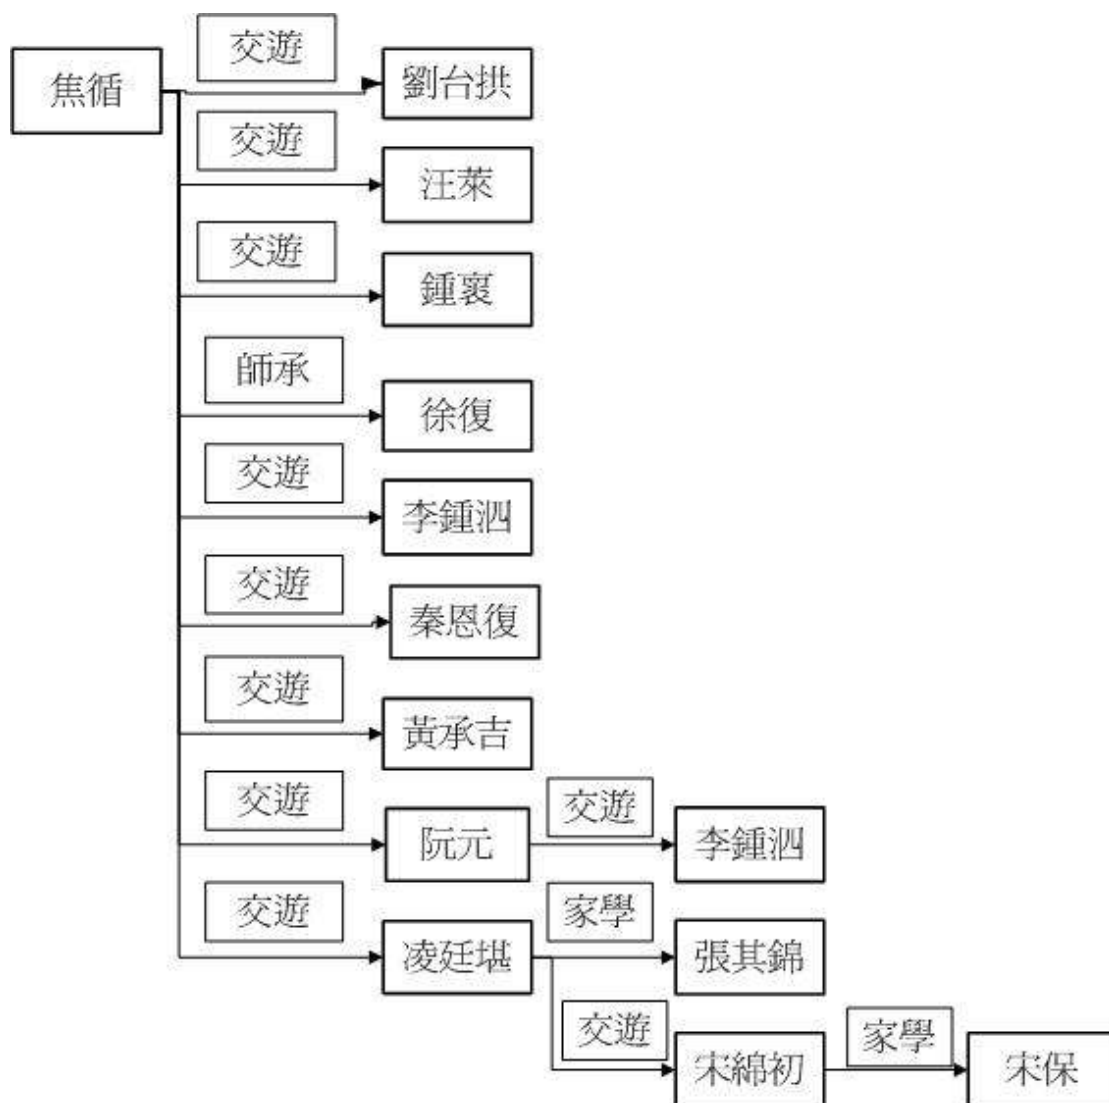 交遊
焦循
劉台拱
交遊
汪萊
交遊
鍾褱
師承
徐復
交遊
李鍾泗
交遊
秦恩復
交遊
黃承吉
交遊
阮元
交遊
李鍾泗
交遊
凌廷堪
家學
張其錦
交遊
宋綿初
家學
宋保